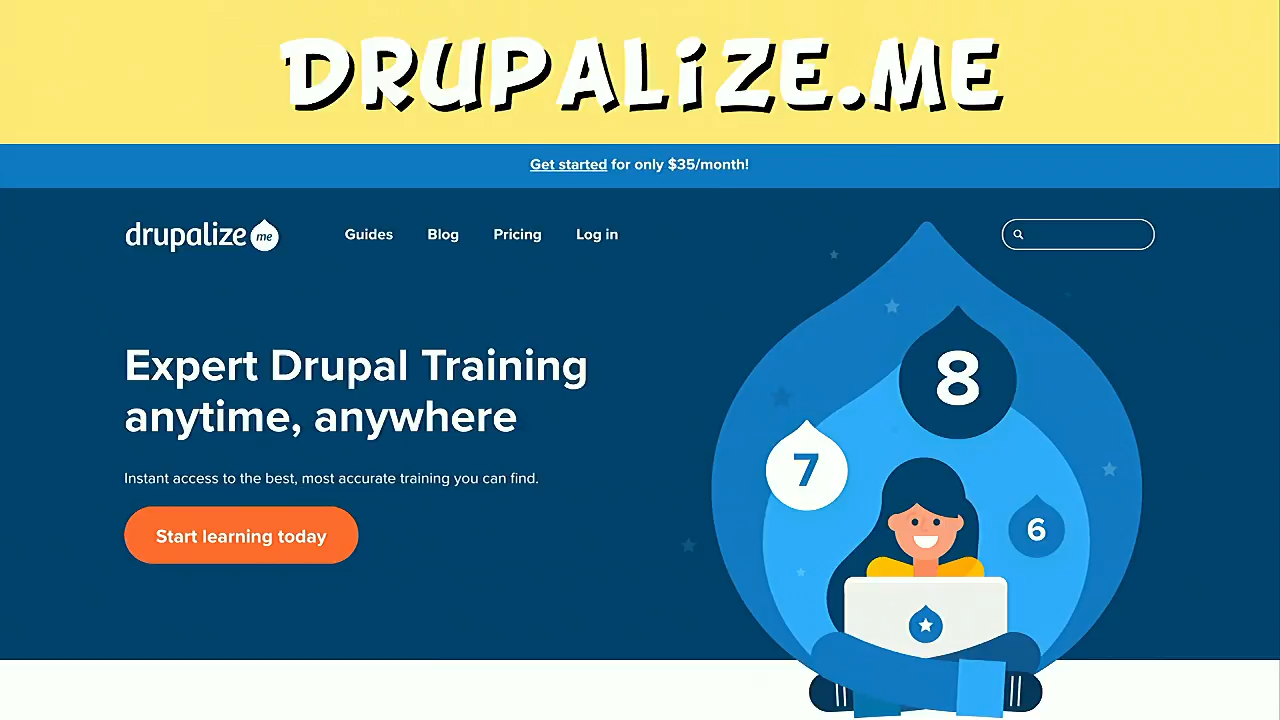 DRUPALiZE.ME
Get started for only $35/month!
drupalize me
Guides Blog Pricing Log in
Expert Drupal Training
anytime, anywhere
Instant access to the best, most accurate training you can find.
Start learning today
8
7
6